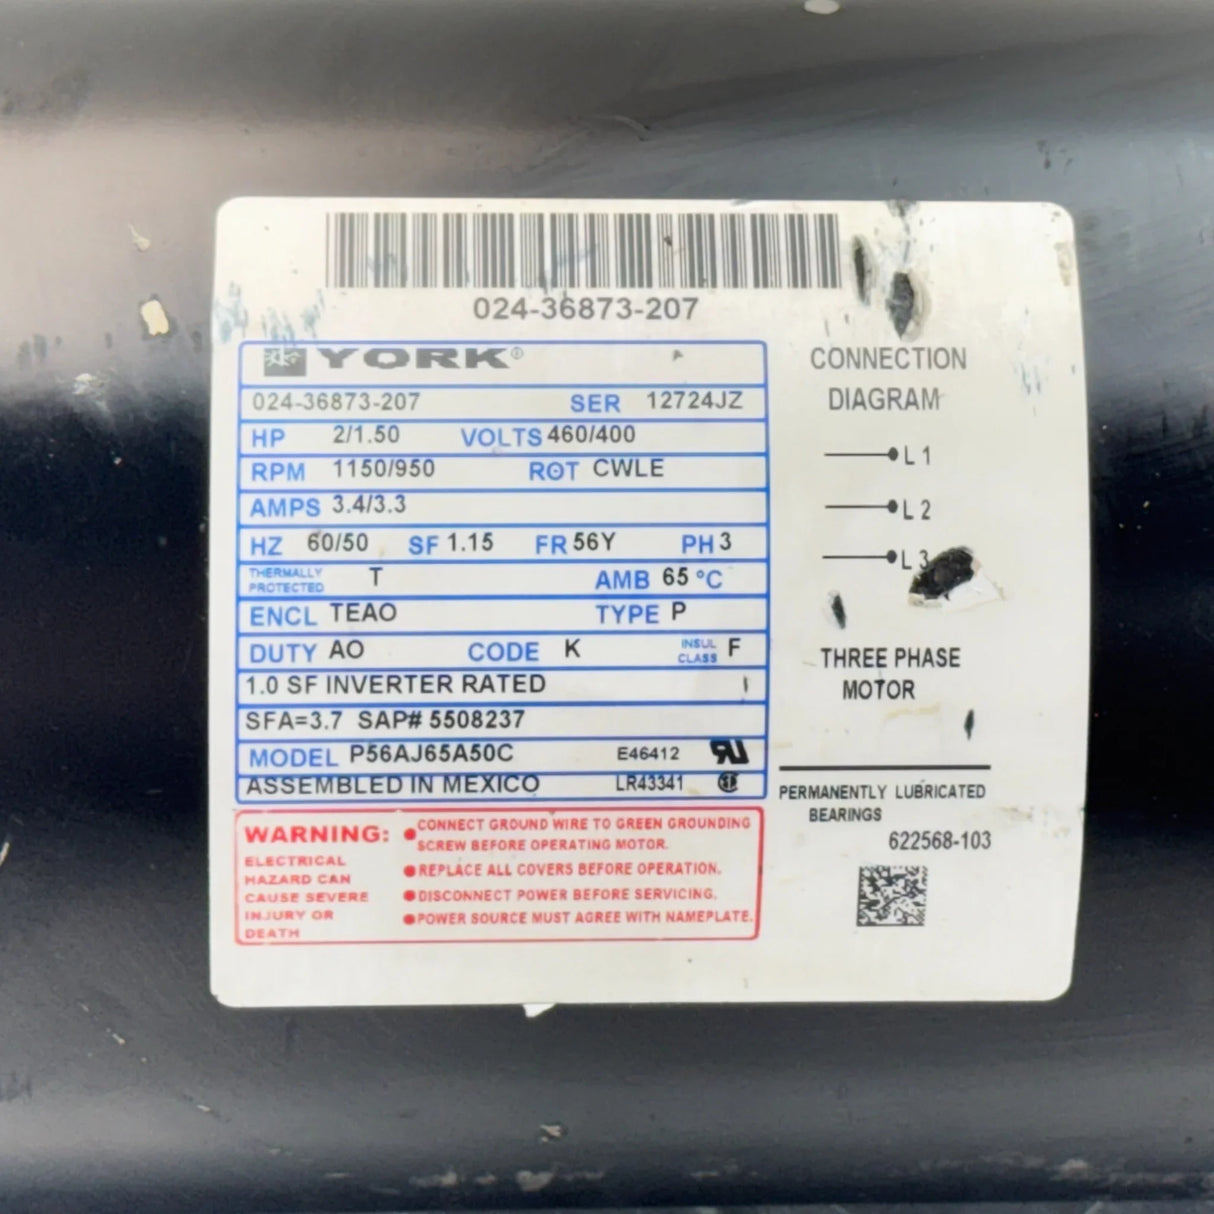 024-36873-207
YORK®
024-36873-207 SER 12724JZ
HP 2/1.50 VOLTS 460/400
RPM 1150/950 ROT CWLE
AMPS 3.4/3.3
HZ 60/50 SF 1.15 FR 56Y PH 3
THERMALLY PROTECTED T AMB 65 °C
ENCL TEAO TYPE P
DUTY AO CODE K INSUL CLASS F
1.0 SF INVERTER RATED
SFA=3.7 SAP# 5508237
MODEL P56AJ65A50C E46412
ASSEMBLED IN MEXICO LR43341
WARNING:
ELECTRICAL
HAZARD CAN
CAUSE SEVERE
INJURY OR
DEATH
CONNECT GROUND WIRE TO GREEN GROUNDING
SCREW BEFORE OPERATING MOTOR.
REPLACE ALL COVERS BEFORE OPERATION.
DISCONNECT POWER BEFORE SERVICING.
POWER SOURCE MUST AGREE WITH NAMEPLATE.
CONNECTION
DIAGRAM
L1
L2
L3
THREE PHASE
MOTOR
PERMANENTLY LUBRICATED
BEARINGS
622568-103